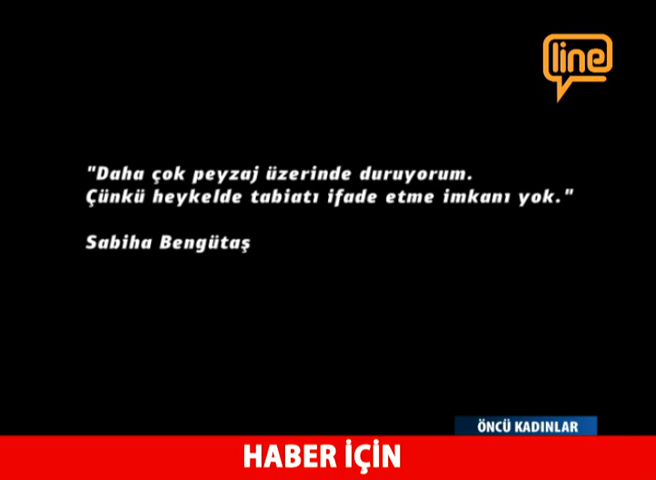 line
"Daha çok peyzaj üzerinde duruyorum.
Çünkü heykelde tabiatı ifade etme imkanı yok."
Sabiha Bengütaş
ÖNCÜ KADINLAR
HABER İÇİN